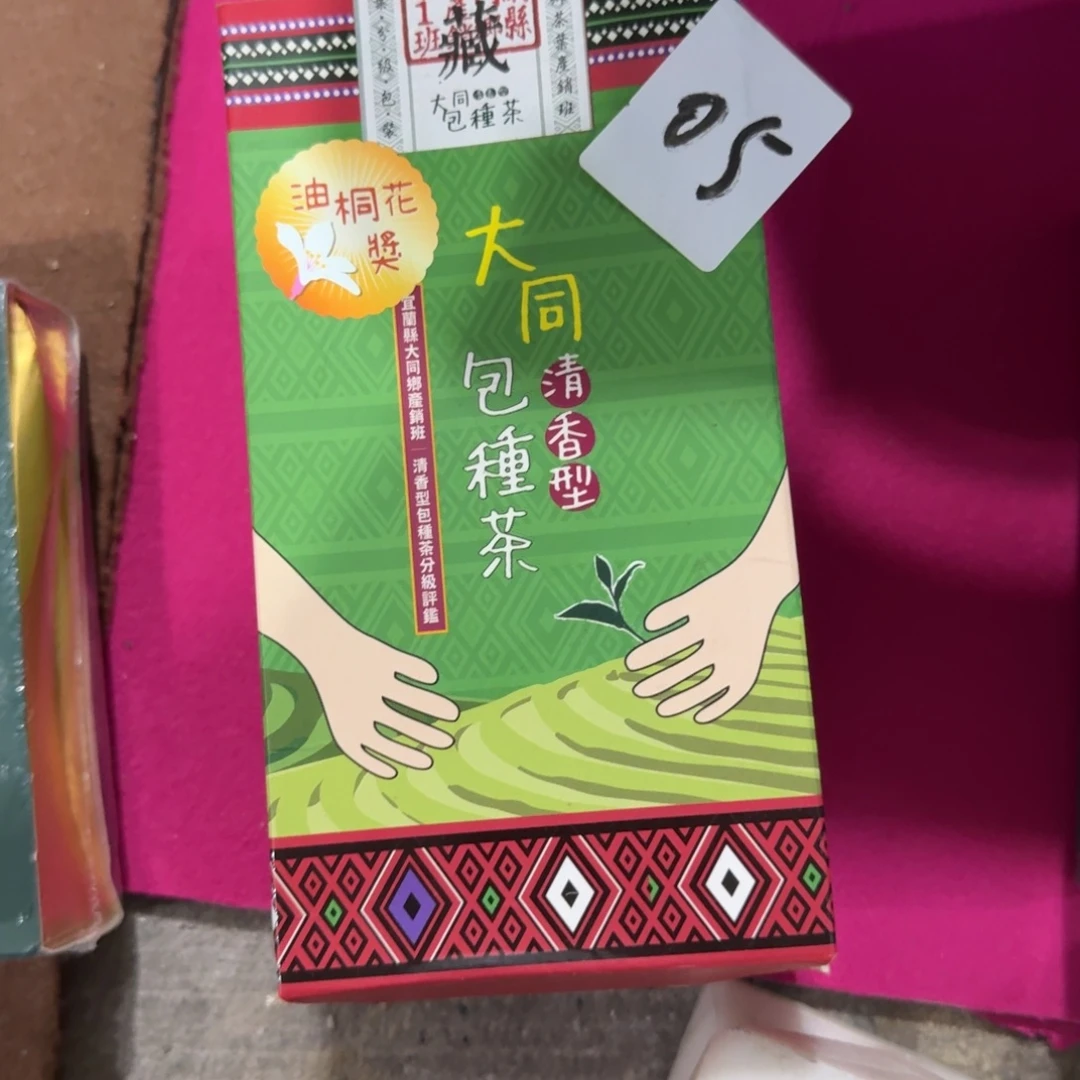 藏
大同
包種茶
05
油桐花
獎
大同
清香型
包種茶
宜蘭縣大同鄉產銷班 清香型包種茶分級評鑑